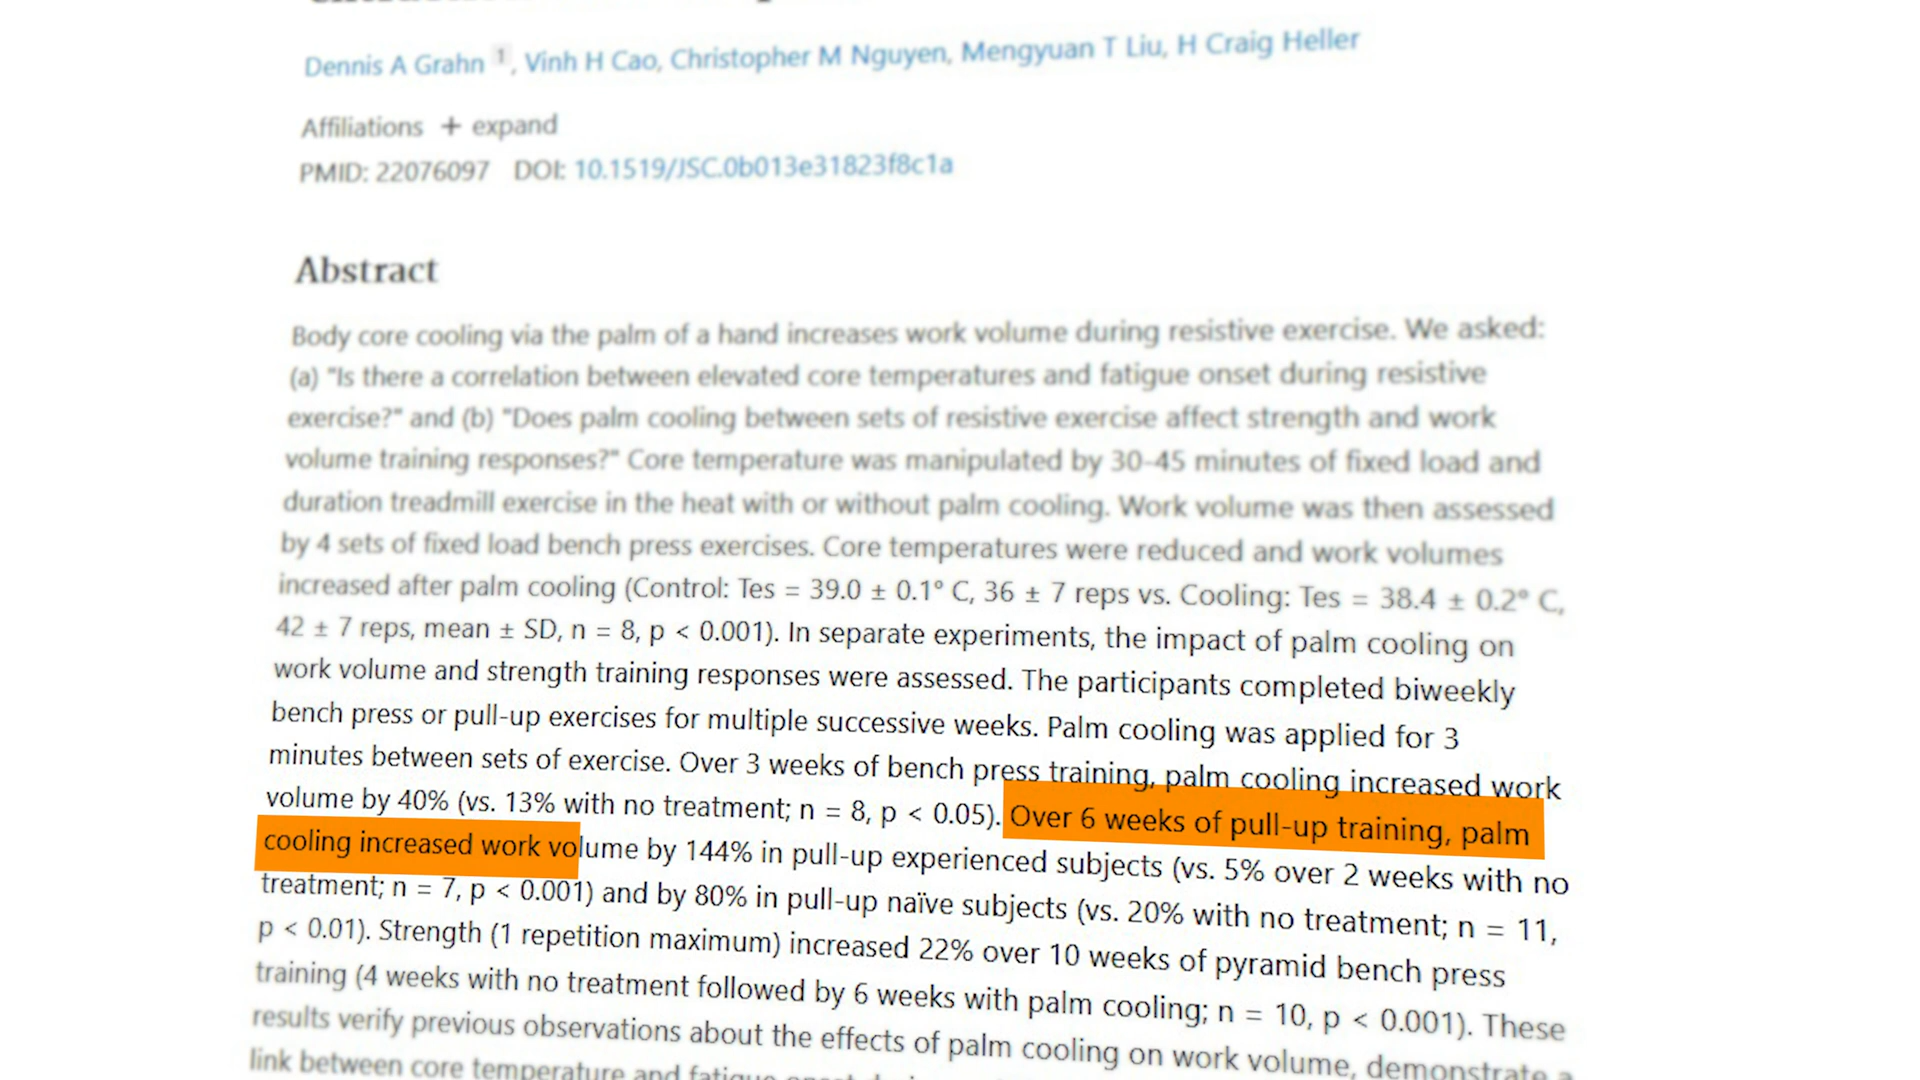 Dennis A Grahn 1, Vinh H Cao, Christopher M Nguyen, Mengyuan T Liu, H Craig Heller
Affiliations + expand
PMID: 22076097 DOI: 10.1519/JSC.0b013e31823f8c1a
Abstract
Body core cooling via the palm of a hand increases work volume during resistive exercise. We asked:
(a) "Is there a correlation between elevated core temperatures and fatigue onset during resistive
exercise?" and (b) "Does palm cooling between sets of resistive exercise affect strength and work
volume training responses?" Core temperature was manipulated by 30-45 minutes of fixed load and
duration treadmill exercise in the heat with or without palm cooling. Work volume was then assessed
by 4 sets of fixed load bench press exercises. Core temperatures were reduced and work volumes
increased after palm cooling (Control: Tes = 39.0 ± 0.1° C, 36 ± 7 reps vs. Cooling: Tes = 38.4 ± 0.2° C,
42 ± 7 reps, mean ± SD, n = 8, p < 0.001). In separate experiments, the impact of palm cooling on
work volume and strength training responses were assessed. The participants completed biweekly
bench press or pull-up exercises for multiple successive weeks. Palm cooling was applied for 3
minutes between sets of exercise. Over 3 weeks of bench press training, palm cooling increased work
volume by 40% (vs. 13% with no treatment; n = 8, p < 0.05). Over 6 weeks of pull-up training, palm
cooling increased work volume by 144% in pull-up experienced subjects (vs. 5% over 2 weeks with no
treatment; n = 7, p < 0.001) and by 80% in pull-up naïve subjects (vs. 20% with no treatment; n = 11,
p < 0.01). Strength (1 repetition maximum) increased 22% over 10 weeks of pyramid bench press
training (4 weeks with no treatment followed by 6 weeks with palm cooling; n = 10, p < 0.001). These
results verify previous observations about the effects of palm cooling on work volume, demonstrate a
link between core temperature and fatigue onset